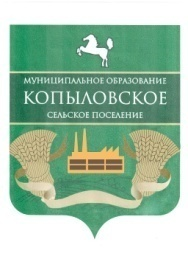 МУНИЦИПАЛЬНОЕ ОБРАЗОВАНИЕ
КОПЫЛОВСКОЕ
СЕЛЬСКОЕ ПОСЕЛЕНИЕ